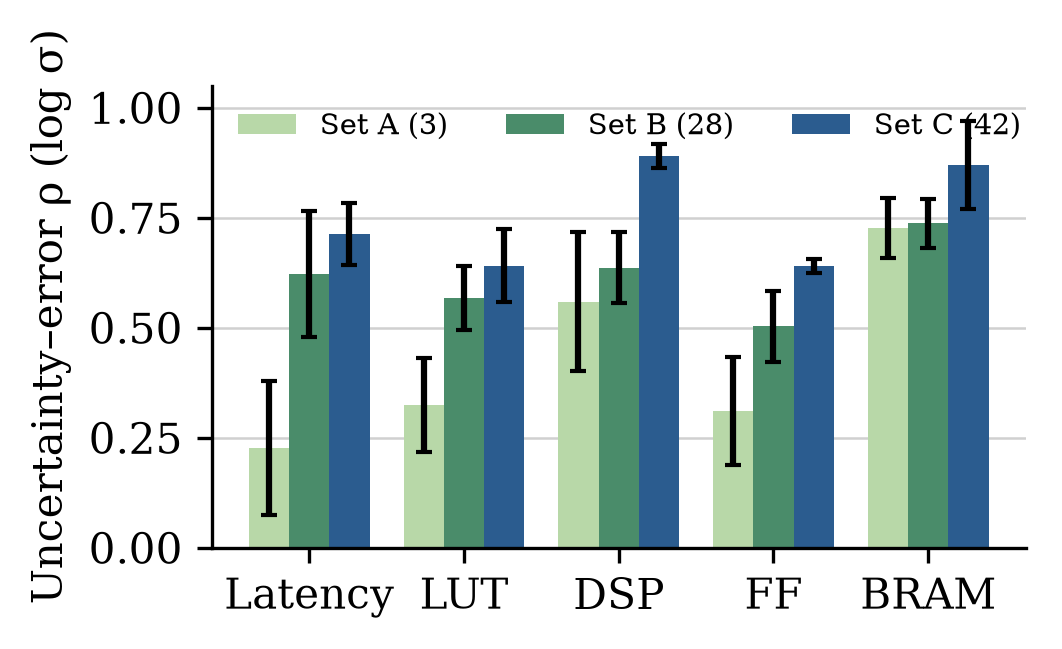 Uncertainty–error ρ (log σ)
1.00
0.75
0.50
0.25
0.00
Set A (3) Set B (28) Set C (42)
Latency LUT DSP FF BRAM